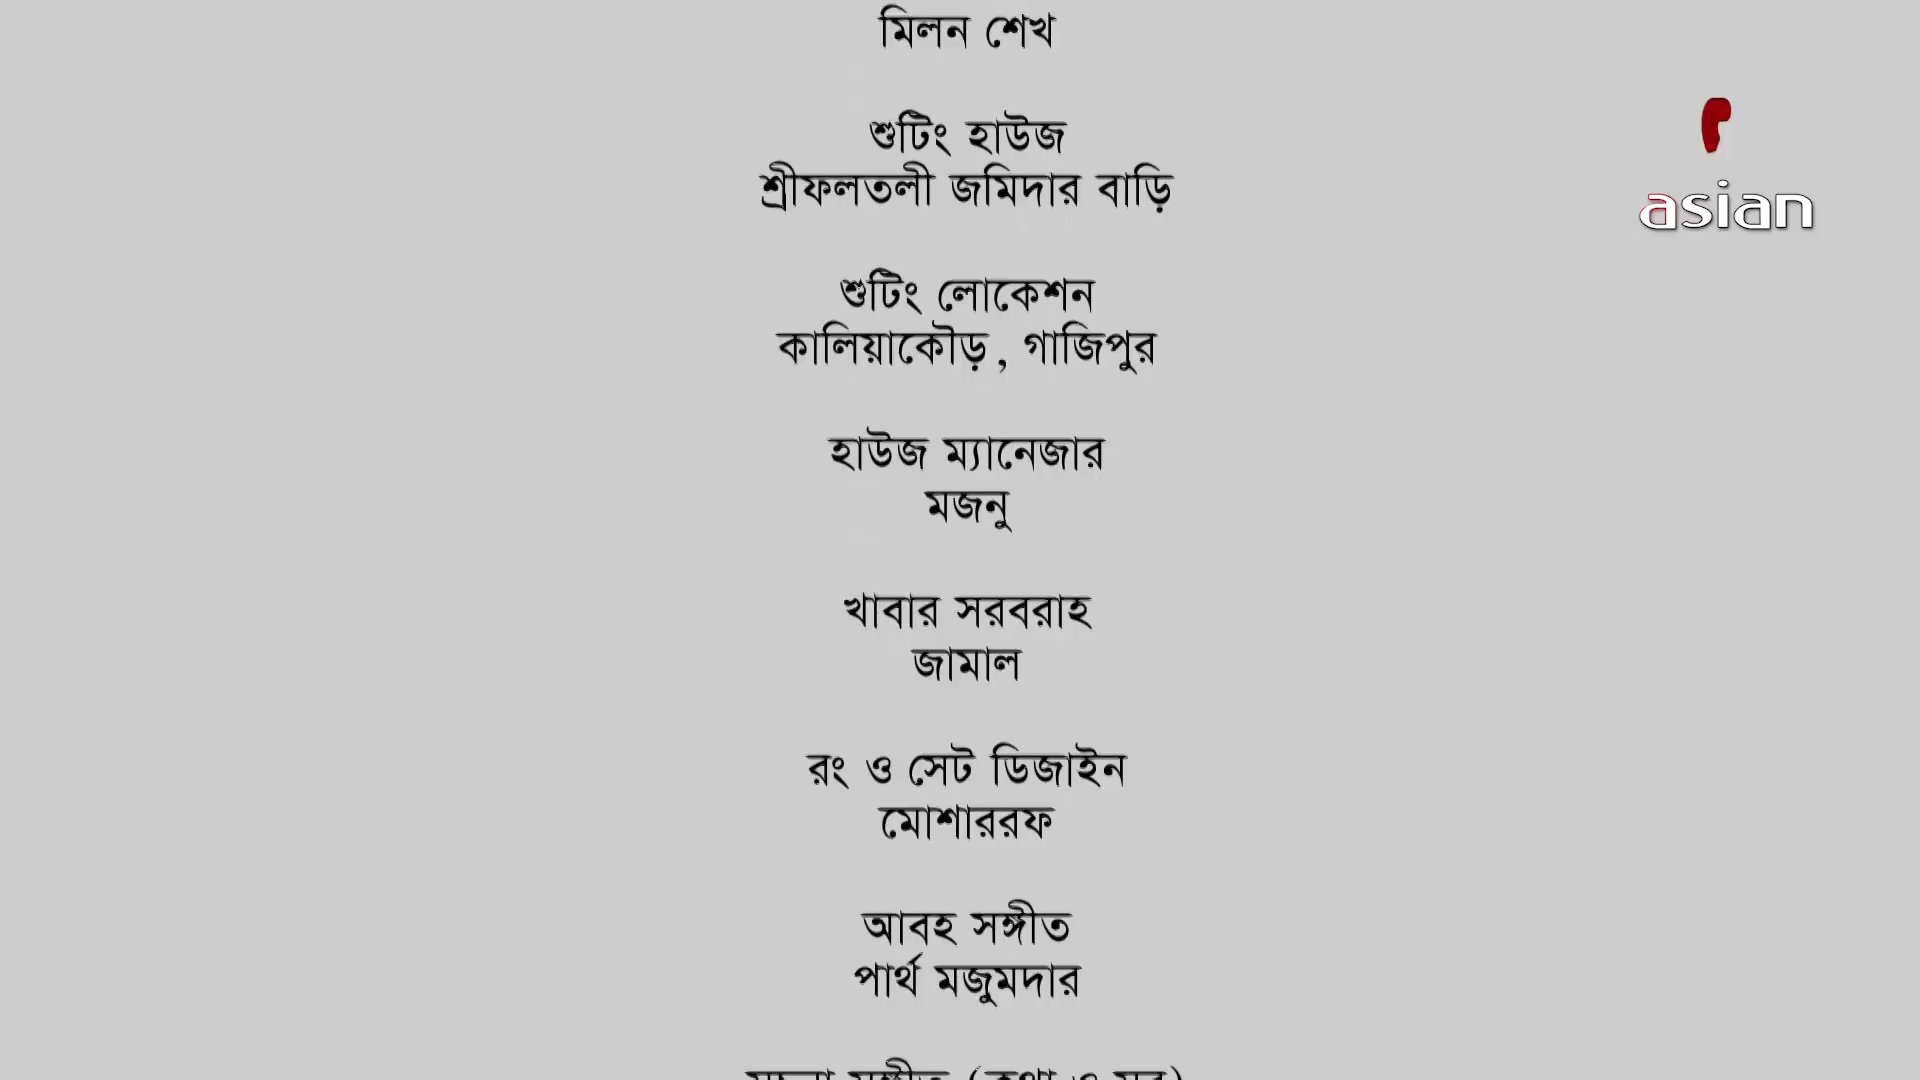 মিলন শেখ
শুটিং হাউজ
শ্রীফলতলী জমিদার বাড়ি
asian
শুটিং লোকেশন
কালিয়াকৌড়, গাজিপুর
হাউজ ম্যানেজার
মজনু
খাবার সরবরাহ
জামাল
রং ও সেট ডিজাইন
মোশাররফ
আবহ সঙ্গীত
পার্থ মজুমদার